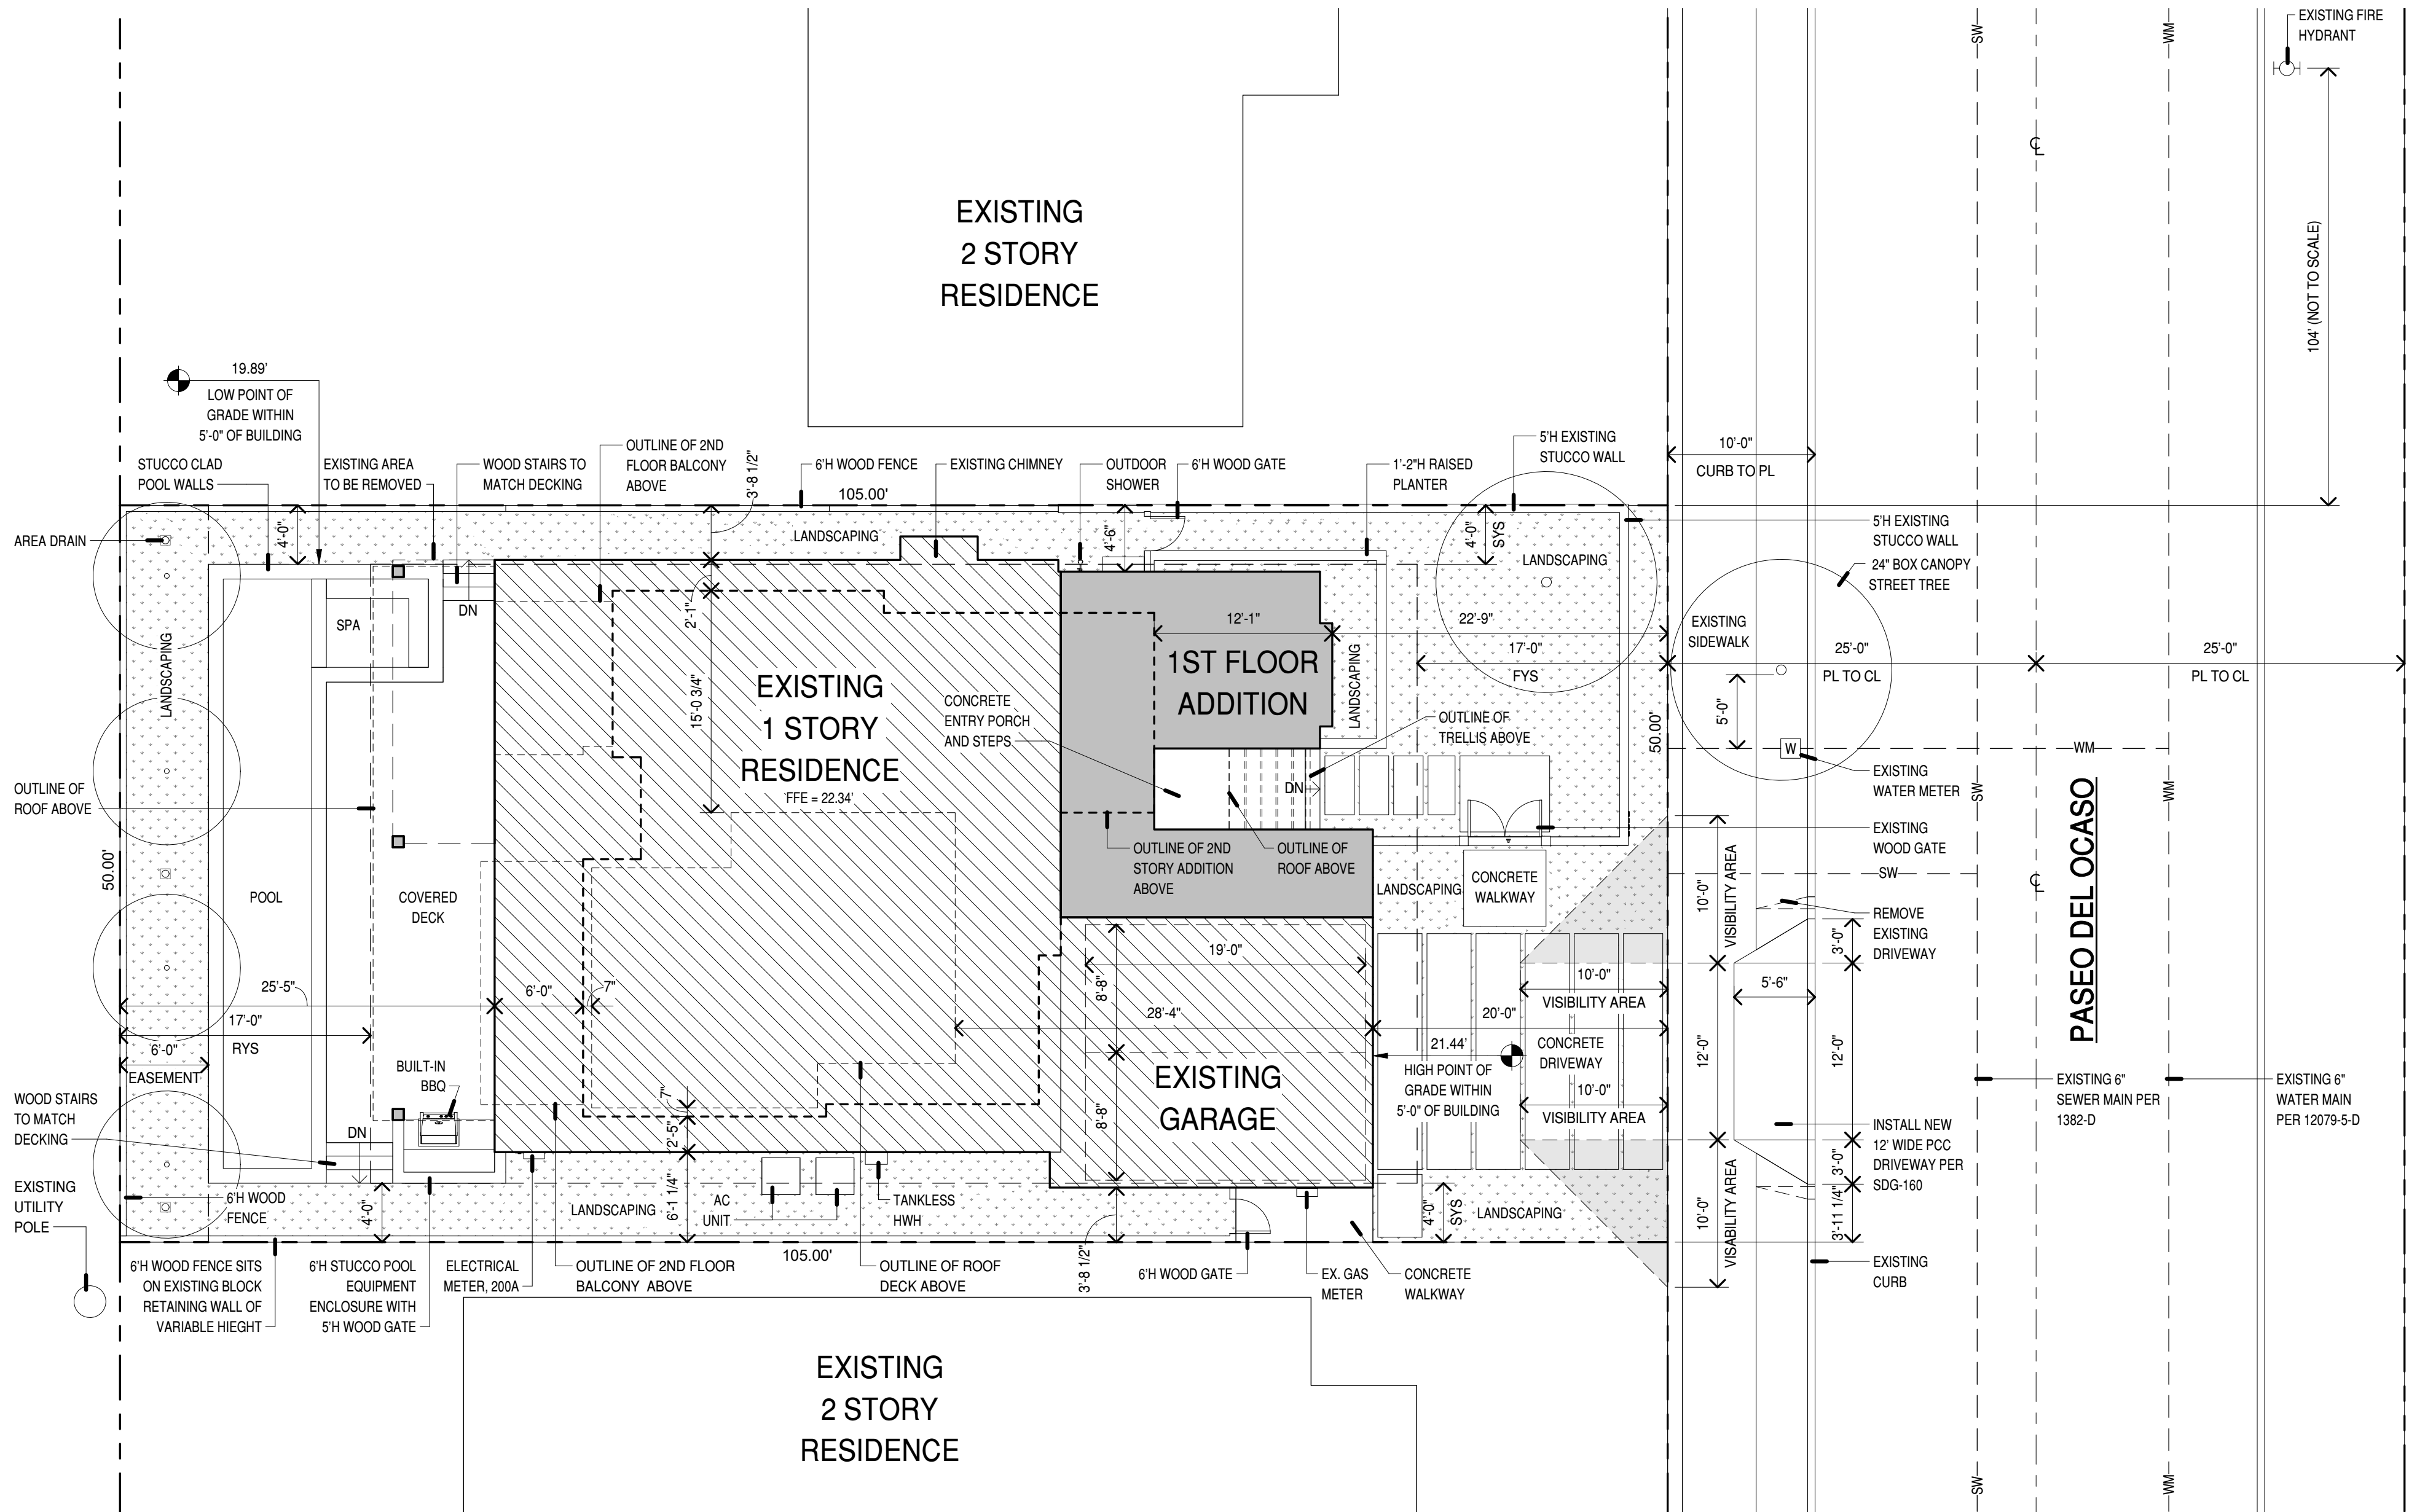 EXISTING FIRE
HYDRANT
SW
WM
℄
104' (NOT TO SCALE)
EXISTING
2 STORY
RESIDENCE
19.89'
LOW POINT OF
GRADE WITHIN
5'-0" OF BUILDING
STUCCO CLAD
POOL WALLS
EXISTING AREA
TO BE REMOVED
WOOD STAIRS TO
MATCH DECKING
OUTLINE OF 2ND
FLOOR BALCONY
ABOVE
3'-8 1/2"
6'H WOOD FENCE
105.00'
EXISTING CHIMNEY
OUTDOOR
SHOWER
6'H WOOD GATE
1'-2"H RAISED
PLANTER
5'H EXISTING
STUCCO WALL
10'-0"
CURB TO PL
AREA DRAIN
4'-0"
LANDSCAPING
4'-6"
4'-0"
SYS
LANDSCAPING
5'H EXISTING
STUCCO WALL
24" BOX CANOPY
STREET TREE
DN
SPA
2'-1"
LANDSCAPING
12'-1"
22'-9"
17'-0"
FYS
EXISTING
SIDEWALK
25'-0"
PL TO CL
25'-0"
PL TO CL
1ST FLOOR
ADDITION
LANDSCAPING
EXISTING
1 STORY
RESIDENCE
FFE = 22.34'
15'-0 3/4"
CONCRETE
ENTRY PORCH
AND STEPS
OUTLINE OF
TRELLIS ABOVE
50.00'
5'-0"
W
WM
EXISTING
WATER METER
DN
OUTLINE OF
ROOF ABOVE
SW
WM
PASEO DEL OCASO
EXISTING
WOOD GATE
50.00'
OUTLINE OF 2ND
STORY ADDITION
ABOVE
OUTLINE OF
ROOF ABOVE
LANDSCAPING
CONCRETE
WALKWAY
10'-0"
VISIBILITY AREA
SW
℄
POOL
COVERED
DECK
REMOVE
EXISTING
DRIVEWAY
3'-0"
19'-0"
8'-8"
10'-0"
VISIBILITY AREA
5'-6"
25'-5"
6'-0"
7"
28'-4"
20'-0"
17'-0"
RYS
6'-0"
EASEMENT
21.44'
HIGH POINT OF
GRADE WITHIN
5'-0" OF BUILDING
CONCRETE
DRIVEWAY
12'-0"
12'-0"
BUILT-IN
BBQ
EXISTING
GARAGE
8'-8"
10'-0"
VISIBILITY AREA
EXISTING 6"
SEWER MAIN PER
1382-D
EXISTING 6"
WATER MAIN
PER 12079-5-D
WOOD STAIRS
TO MATCH
DECKING
DN
7"
2'-5"
INSTALL NEW
12' WIDE PCC
DRIVEWAY PER
SDG-160
3'-0"
EXISTING
UTILITY
POLE
6'H WOOD
FENCE
4'-0"
LANDSCAPING
6'-11 1/4"
AC
UNIT
TANKLESS
HWH
4'-0"
SYS
LANDSCAPING
10'-0"
VISABILITY AREA
3'-11 1/4"
105.00'
3'-8 1/2"
6'H WOOD FENCE SITS
ON EXISTING BLOCK
RETAINING WALL OF
VARIABLE HIEGHT
6'H STUCCO POOL
EQUIPMENT
ENCLOSURE WITH
5'H WOOD GATE
ELECTRICAL
METER, 200A
OUTLINE OF 2ND FLOOR
BALCONY ABOVE
OUTLINE OF ROOF
DECK ABOVE
6'H WOOD GATE
EX. GAS
METER
CONCRETE
WALKWAY
EXISTING
CURB
EXISTING
2 STORY
RESIDENCE
SW
WM